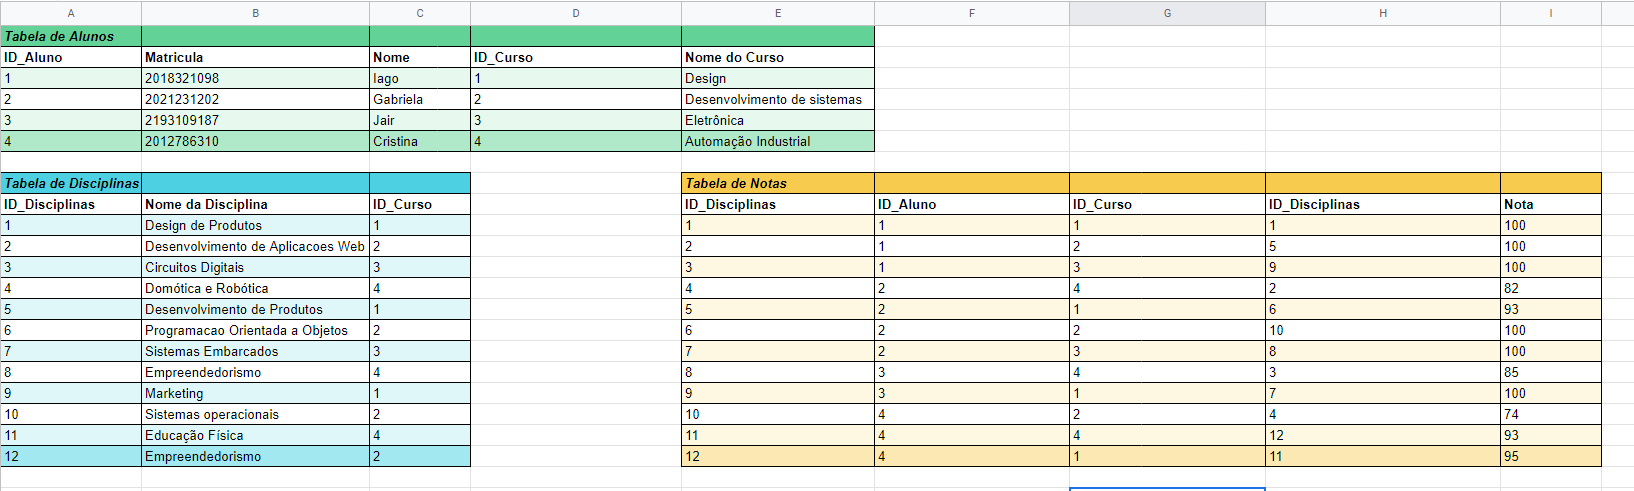 A B C D E F G H I
Tabela de Alunos
ID_Aluno Matricula Nome ID_Curso Nome do Curso
1 2018321098 Iago 1 Design
2 2021231202 Gabriela 2 Desenvolvimento de sistemas
3 2193109187 Jair 3 Eletrônica
4 2012786310 Cristina 4 Automação Industrial
Tabela de Disciplinas Tabela de Notas
ID_Disciplinas Nome da Disciplina ID_Curso ID_Disciplinas ID_Aluno ID_Curso ID_Disciplinas Nota
1 Design de Produtos 1 1 1 1 1 100
2 Desenvolvimento de Aplicacoes Web 2 2 1 2 5 100
3 Circuitos Digitais 3 3 1 3 9 100
4 Domótica e Robótica 4 4 2 4 2 82
5 Desenvolvimento de Produtos 1 5 2 1 6 93
6 Programacao Orientada a Objetos 2 6 2 2 10 100
7 Sistemas Embarcados 3 7 2 3 8 100
8 Empreendedorismo 4 8 3 4 3 85
9 Marketing 1 9 3 1 7 100
10 Sistemas operacionais 2 10 4 2 4 74
11 Educação Física 4 11 4 4 12 93
12 Empreendedorismo 2 12 4 1 11 95